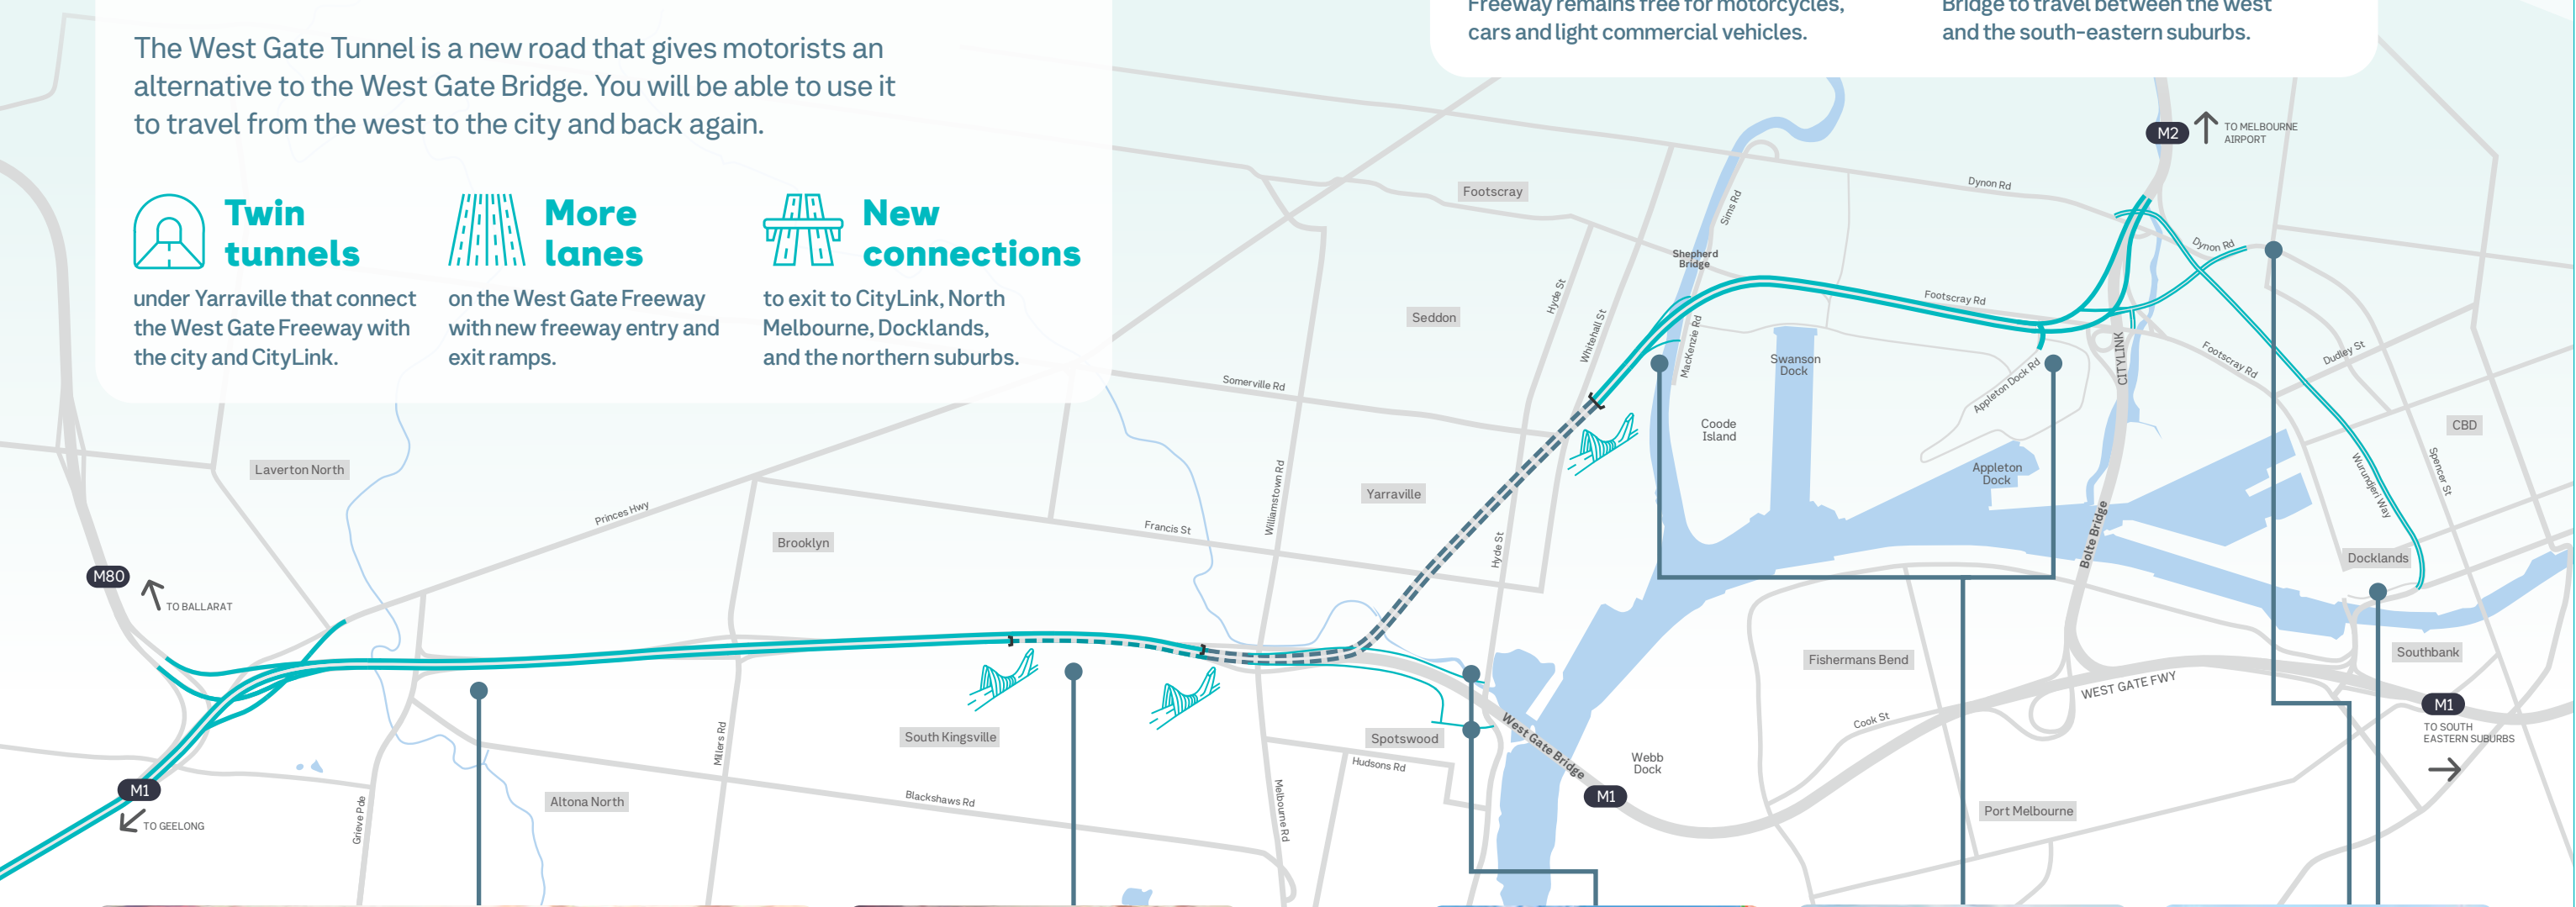 The West Gate Tunnel is a new road that gives motorists an
alternative to the West Gate Bridge. You will be able to use it
to travel from the west to the city and back again.
Twin
tunnels
under Yarraville that connect
the West Gate Freeway with
the city and CityLink.
More
lanes
on the West Gate Freeway
with new freeway entry and
exit ramps.
New
connections
to exit to CityLink, North
Melbourne, Docklands,
and the northern suburbs.
Freeway remains free for motorcycles,
cars and light commercial vehicles.
Bridge to travel between the west
and the south-eastern suburbs.
M2
TO MELBOURNE
AIRPORT
Footscray
Dynon Rd
Sims Rd
Shepherd
Bridge
Dynon Rd
Hyde St
Whitehall St
Seddon
Footscray Rd
MacKenzie Rd
Swanson
Dock
Appleton Dock Rd
CITYLINK
Footscray Rd
Dudley St
Somerville Rd
Coode
Island
CBD
Laverton North
Williamstown Rd
Yarraville
Appleton
Dock
Wurundjeri Way
Spencer St
Princes Hwy
Francis St
Brooklyn
Hyde St
Bolte Bridge
Docklands
M80
TO BALLARAT
Fishermans Bend
Southbank
WEST GATE FWY
M1
TO SOUTH
EASTERN SUBURBS
Millers Rd
South Kingsville
Spotswood
West Gate Bridge
Cook St
Hudsons Rd
Webb
Dock
M1
M1
TO GEELONG
Grieve Pde
Altona North
Blackshaws Rd
Melbourne Rd
Port Melbourne